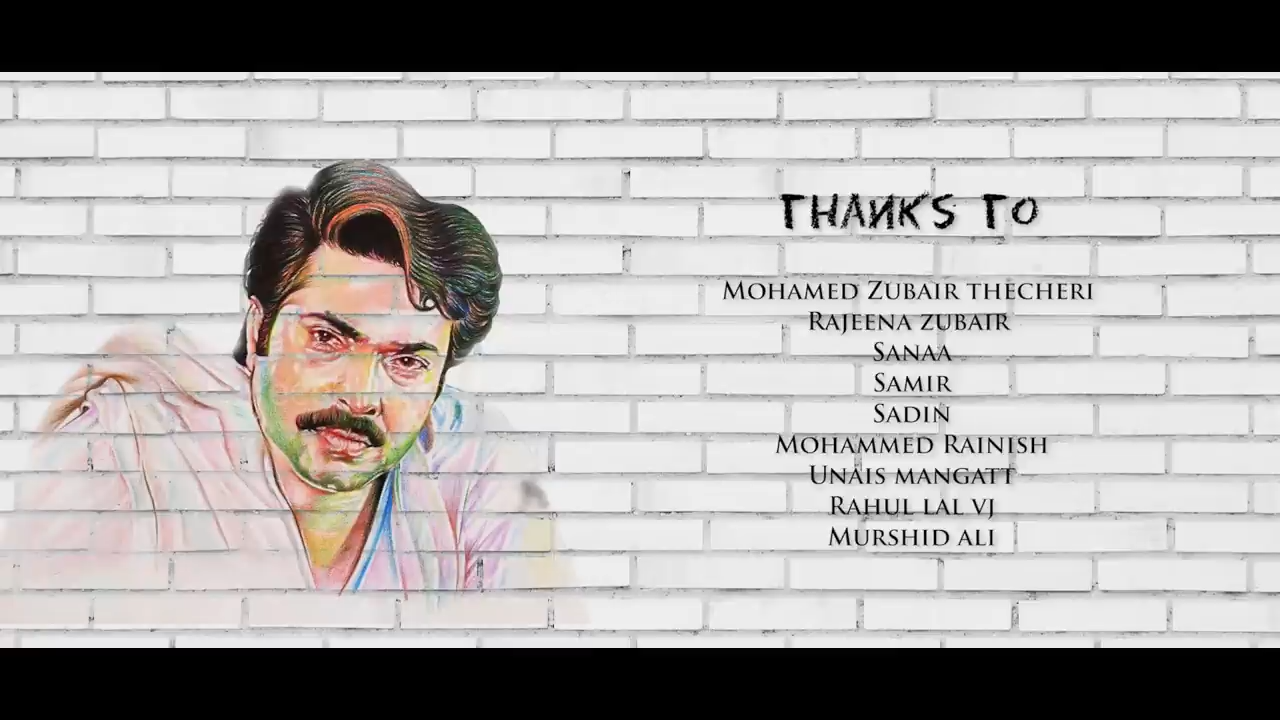 THANKS TO
MOHAMED ZUBAIR THECHERI
RAJEENA ZUBAIR
SANAA
SAMIR
SADIN
MOHAMMED RAINISH
UNAIS MANGATT
RAHUL LAL VJ
MURSHID ALI